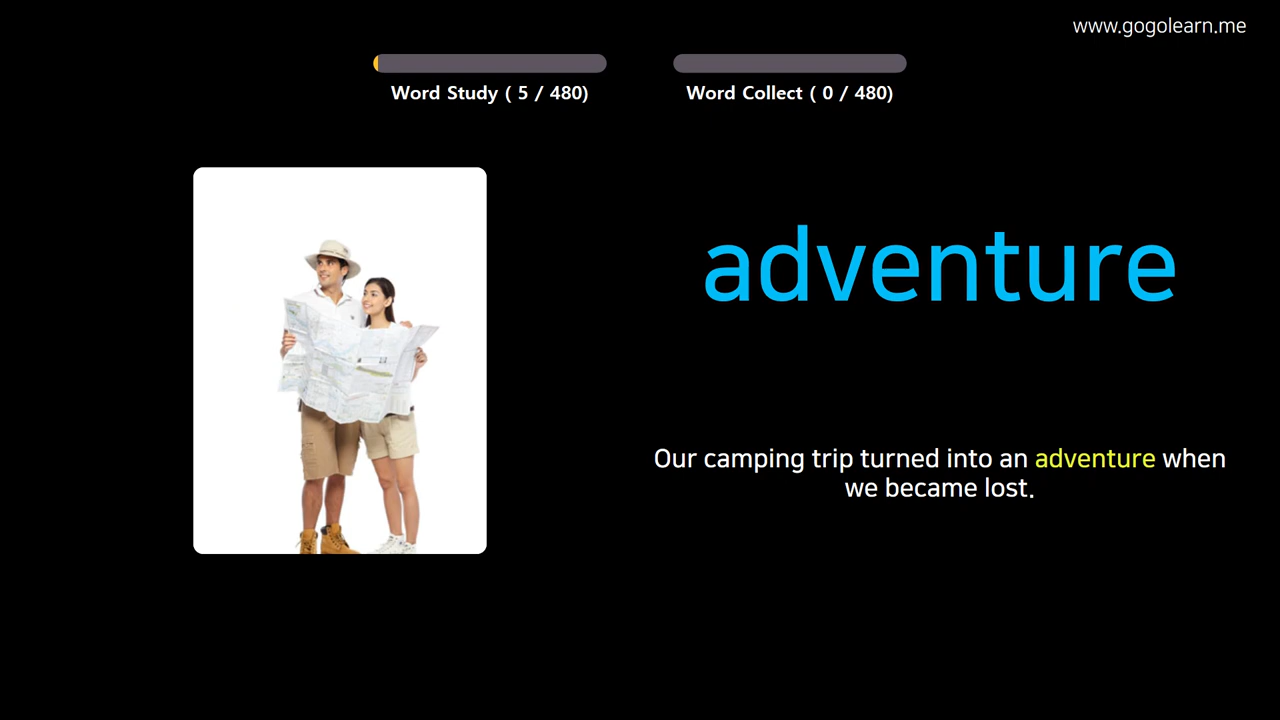 www.gogolearn.me
Word Study ( 5 / 480)
Word Collect ( 0 / 480)
adventure
Our camping trip turned into an adventure when
we became lost.